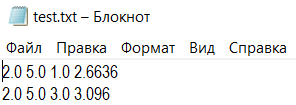 test.txt – Блокнот
Файл Правка Формат Вид Справка
2.0 5.0 1.0 2.6636
2.0 5.0 3.0 3.096